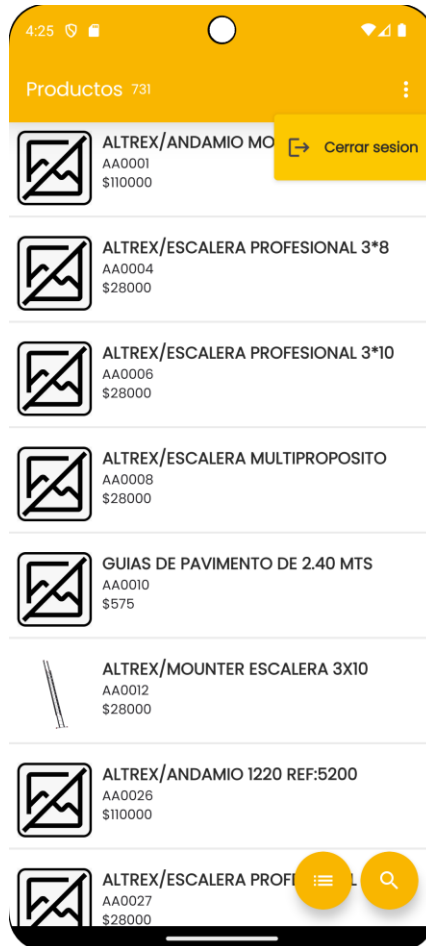 4:25
Productos 731
Cerrar sesion
ALTREX/ANDAMIO MO
AA0001
$110000
ALTREX/ESCALERA PROFESIONAL 3*8
AA0004
$28000
ALTREX/ESCALERA PROFESIONAL 3*10
AA0006
$28000
ALTREX/ESCALERA MULTIPROPOSITO
AA0008
$28000
GUIAS DE PAVIMENTO DE 2.40 MTS
AA0010
$575
ALTREX/MOUNTER ESCALERA 3X10
AA0012
$28000
ALTREX/ANDAMIO 1220 REF:5200
AA0026
$110000
ALTREX/ESCALERA PROF L
AA0027
$28000